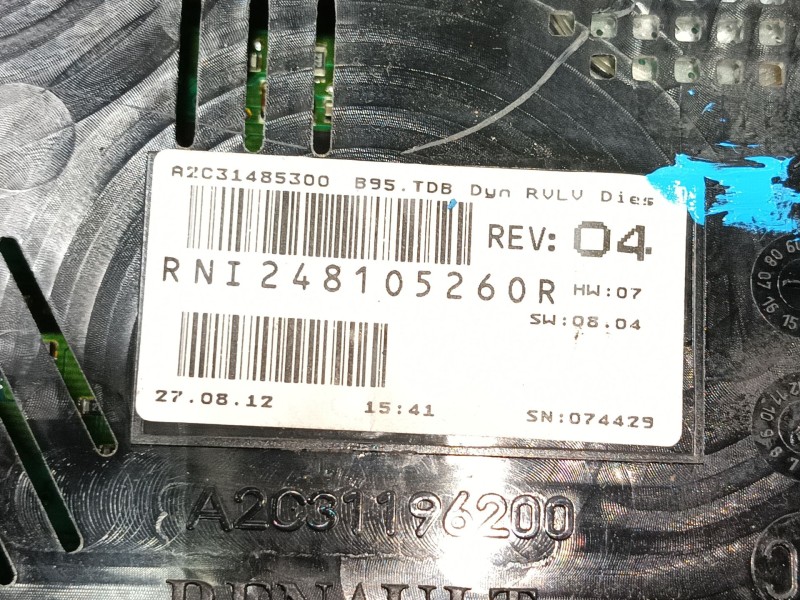 A2C31485300 B95.TDB Dyn RVLV Dies
REV: 04
RNI248105260R HW:07
SW:08.04
27.08.12 15:41 SN:074429
A2C31196200
RENAULT